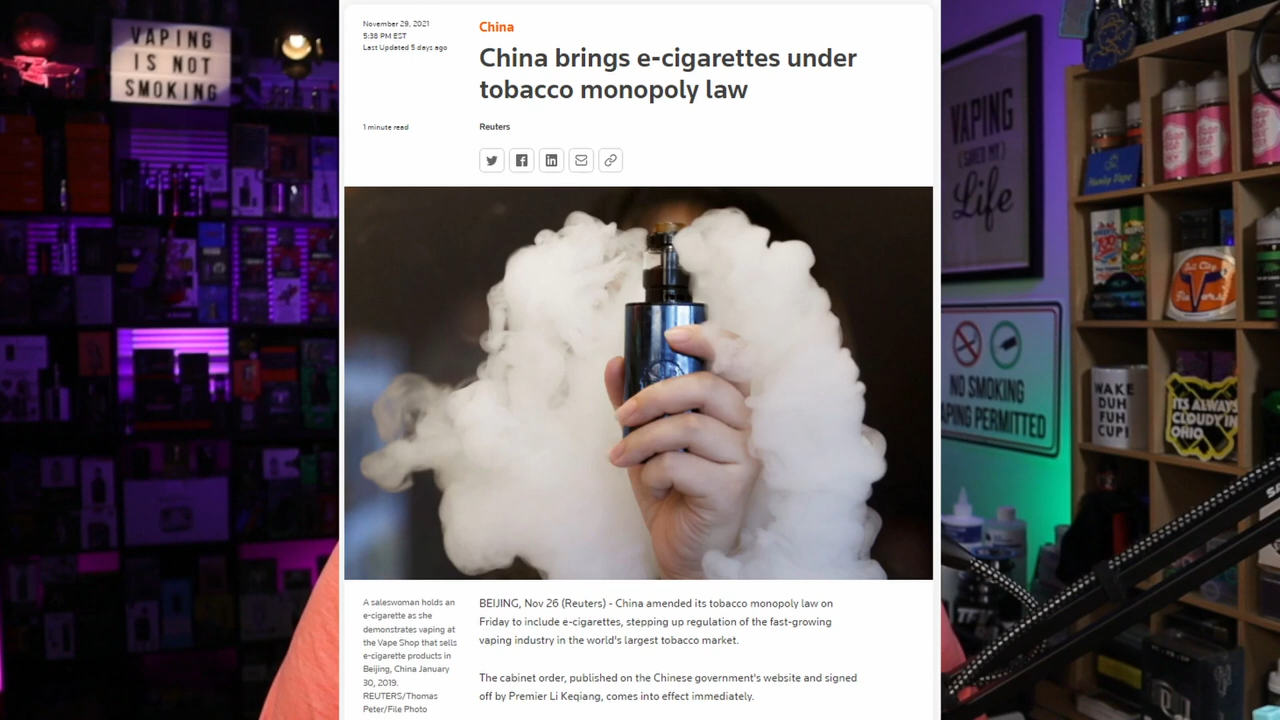 VAPING
IS NOT
SMOKING
November 29, 2021
5:38 PM EST
Last Updated 5 days ago
China
China brings e-cigarettes under
tobacco monopoly law
1 minute read
Reuters
A saleswoman holds an
e-cigarette as she
demonstrates vaping at
the Vape Shop that sells
e-cigarette products in
Beijing, China January
30, 2019.
REUTERS/Thomas
Peter/File Photo
BEIJING, Nov 26 (Reuters) - China amended its tobacco monopoly law on
Friday to include e-cigarettes, stepping up regulation of the fast-growing
vaping industry in the world's largest tobacco market.
The cabinet order, published on the Chinese government's website and signed
off by Premier Li Keqiang, comes into effect immediately.
VAPING
(SAVED MY)
Life
NO SMOKING
APING PERMITTED
WAKE
DUH
FUH
CUP!
ITS ALWAYS
CLOUDY IN
OHIO